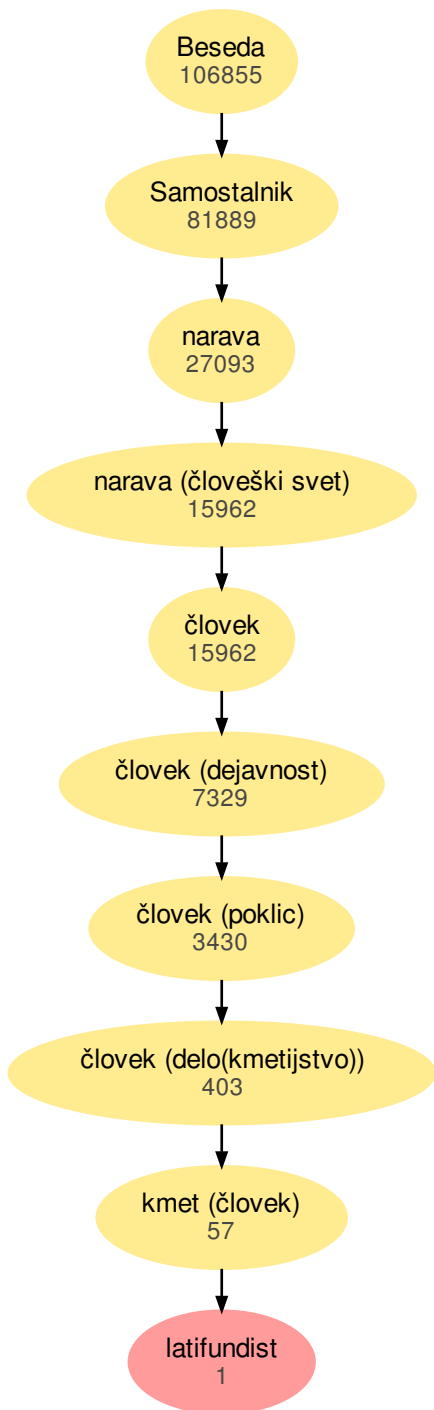 Beseda
106855
Samostalnik
81889
narava
27093
narava (človeški svet)
15962
človek
15962
človek (dejavnost)
7329
človek (poklic)
3430
človek (delo(kmetijstvo))
403
kmet (človek)
57
latifundist
1